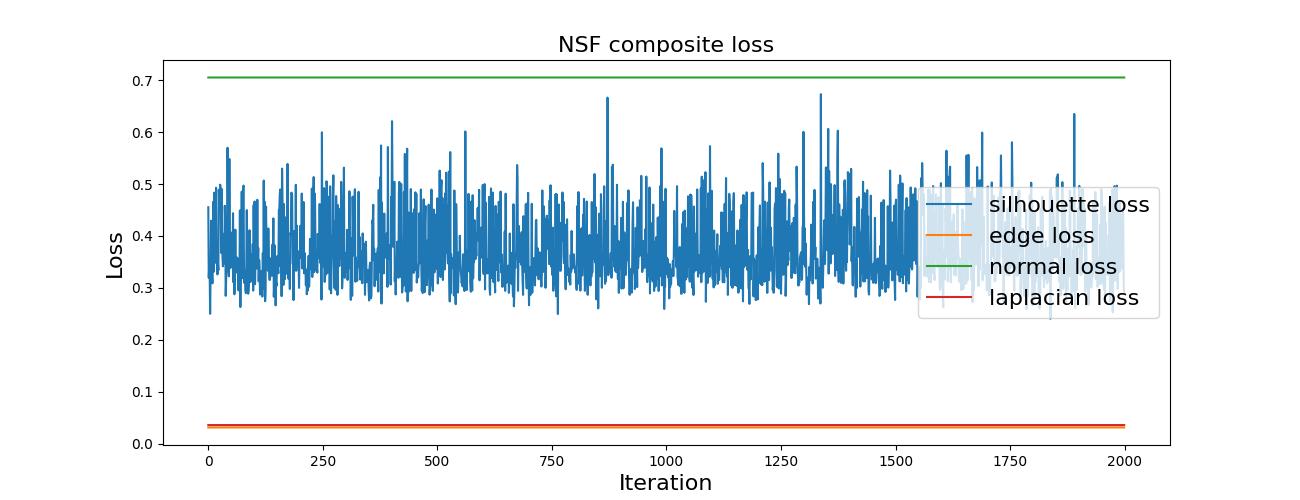 NSF composite loss
Loss
0.7
0.6
0.5
0.4
0.3
0.2
0.1
0.0
silhouette loss
edge loss
normal loss
laplacian loss
0 250 500 750 1000 1250 1500 1750 2000
Iteration